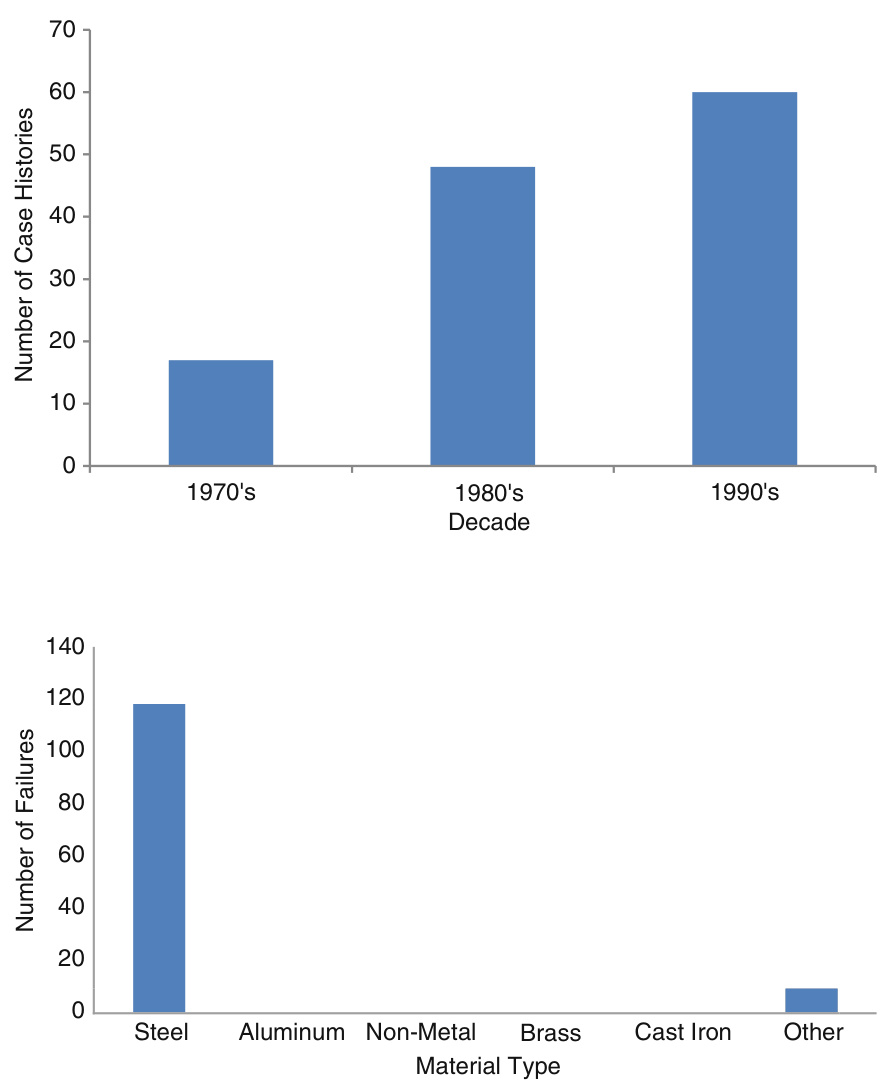 Number of Case Histories
70
60
50
40
30
20
10
0
1970's 1980's 1990's
Decade
Number of Failures
140
120
100
80
60
40
20
0
Steel Aluminum Non-Metal Brass Cast Iron Other
Material Type